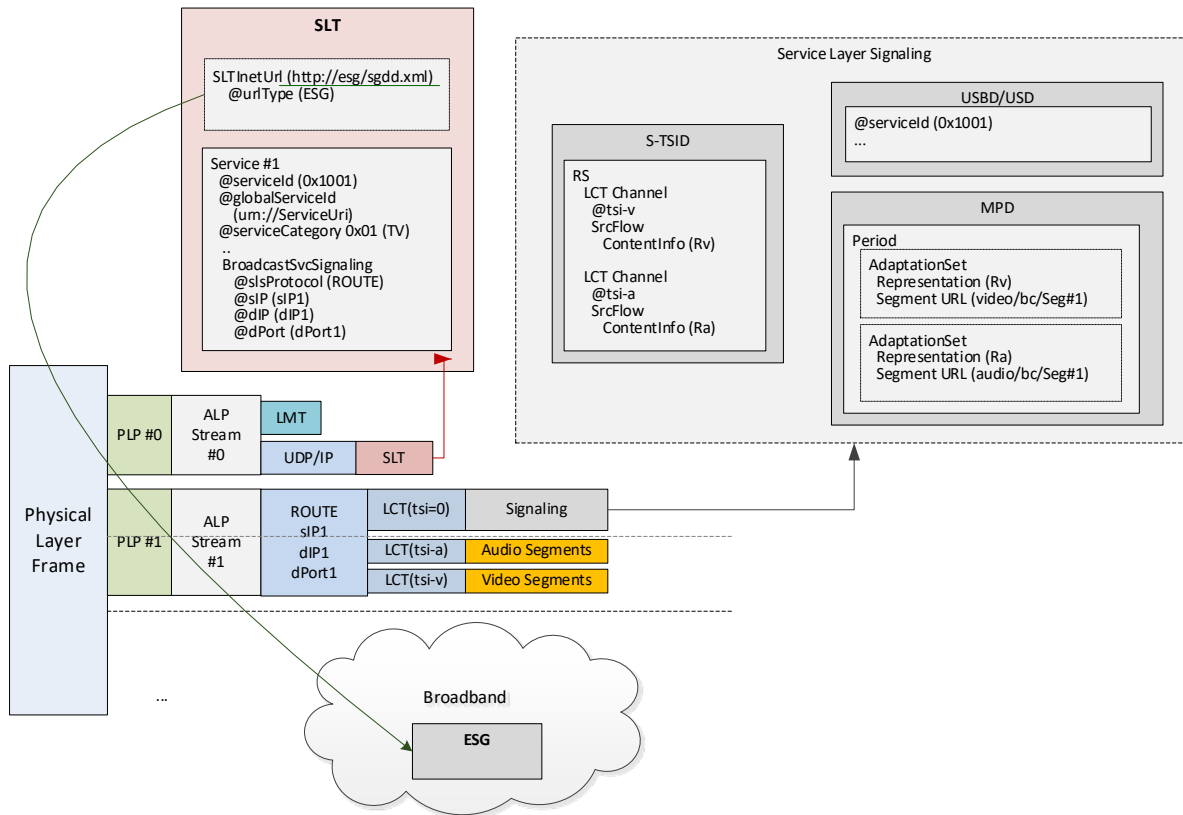 SLT
SLTInetUrl (http://esg/sgdd.xml)
@urlType (ESG)
Service #1
@serviceId (0x1001)
@globalServiceId
(urn://ServiceUri)
@serviceCategory 0x01 (TV)
..
BroadcastSvcSignaling
@slsProtocol (ROUTE)
@sIP (sIP1)
@dIP (dIP1)
@dPort (dPort1)
Service Layer Signaling
S-TSID
RS
LCT Channel
@tsi-v
SrcFlow
ContentInfo (Rv)
LCT Channel
@tsi-a
SrcFlow
ContentInfo (Ra)
USBD/USD
@serviceId (0x1001)
...
MPD
Period
AdaptationSet
Representation (Rv)
Segment URL (video/bc/Seg#1)
AdaptationSet
Representation (Ra)
Segment URL (audio/bc/Seg#1)
Physical
Layer
Frame
PLP #0
ALP
Stream
#0
LMT
UDP/IP
SLT
PLP #1
ALP
Stream
#1
ROUTE
sIP1
dIP1
dPort1
LCT(tsi=0)
Signaling
LCT(tsi-a)
Audio Segments
LCT(tsi-v)
Video Segments
...
Broadband
ESG